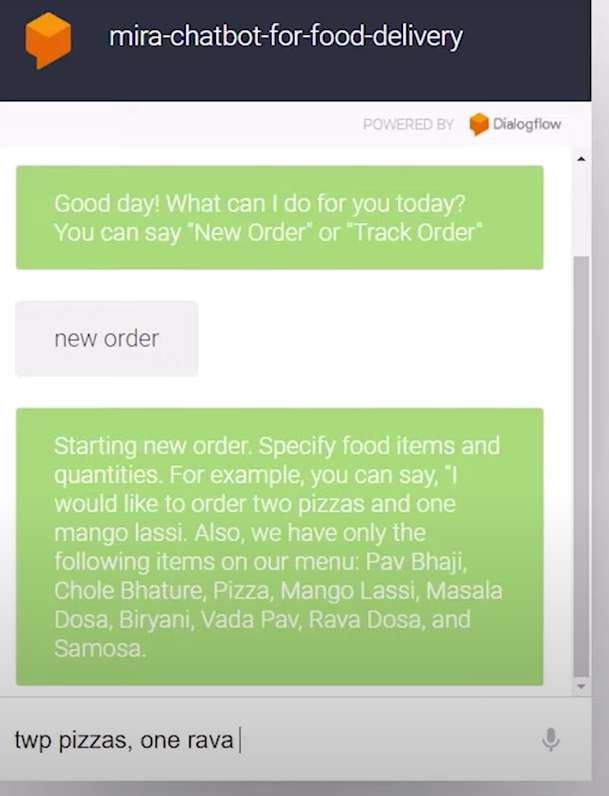 mira-chatbot-for-food-delivery
POWERED BY Dialogflow
Good day! What can I do for you today?
You can say "New Order" or "Track Order"
new order
Starting new order. Specify food items and
quantities. For example, you can say, "I
would like to order two pizzas and one
mango lassi. Also, we have only the
following items on our menu: Pav Bhaji,
Chole Bhature, Pizza, Mango Lassi, Masala
Dosa, Biryani, Vada Pav, Rava Dosa, and
Samosa.
twp pizzas, one rava